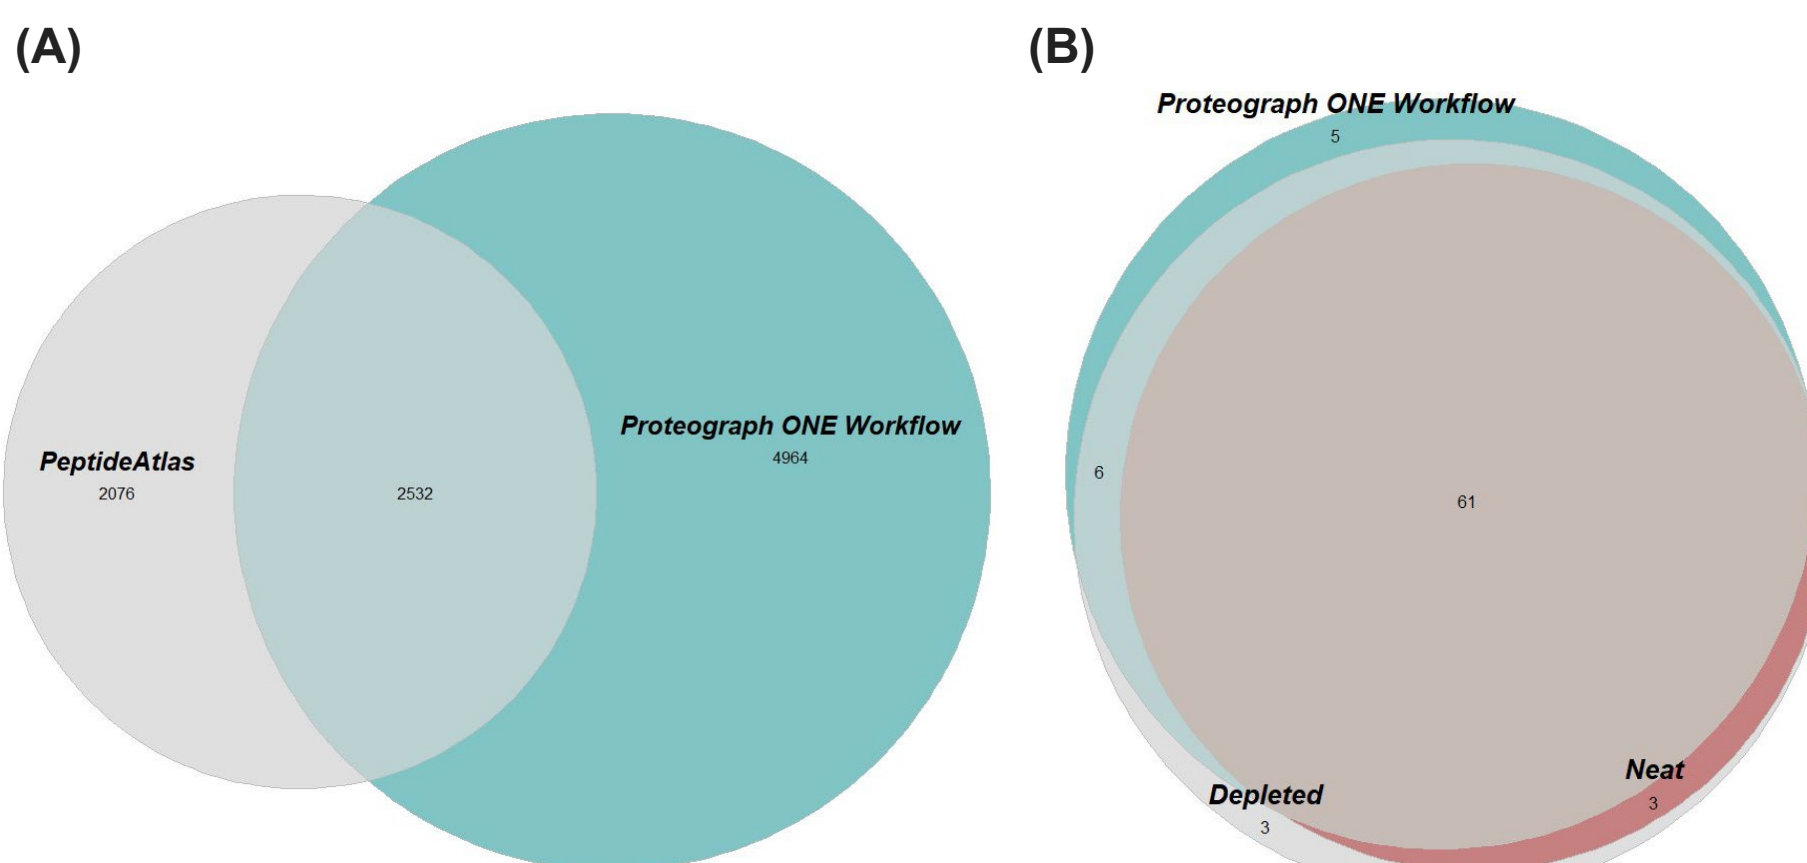 (A)
(B)
Proteograph ONE Workflow
5
Proteograph ONE Workflow
4964
PeptideAtlas
2076
2532
6
61
Neat
3
Depleted
3